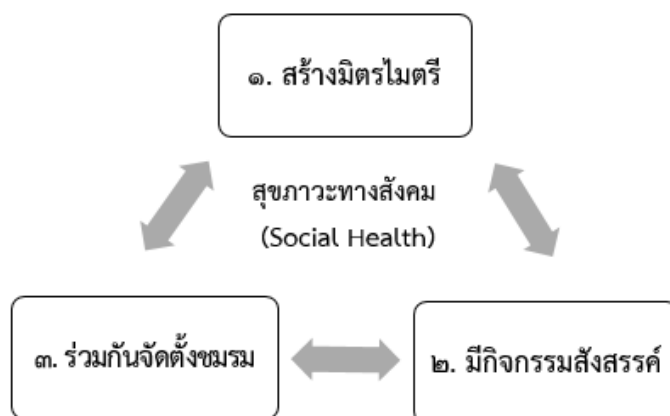 ๑. สร้างมิตรไมตรี
สุขภาวะทางสังคม
(Social Health)
๓. ร่วมกันจัดตั้งชมรม
๒. มีกิจกรรมสังสรรค์